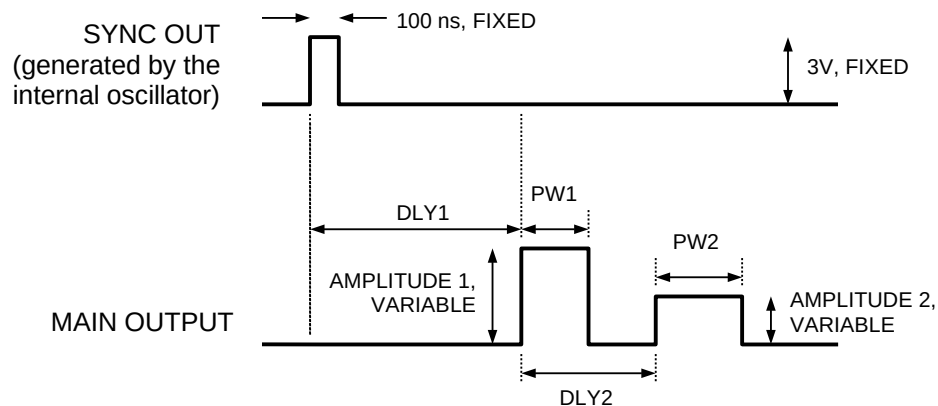 100 ns, FIXED
SYNC OUT
(generated by the
internal oscillator)
3V, FIXED
PW1
DLY1
PW2
AMPLITUDE 1,
VARIABLE
AMPLITUDE 2,
VARIABLE
MAIN OUTPUT
DLY2